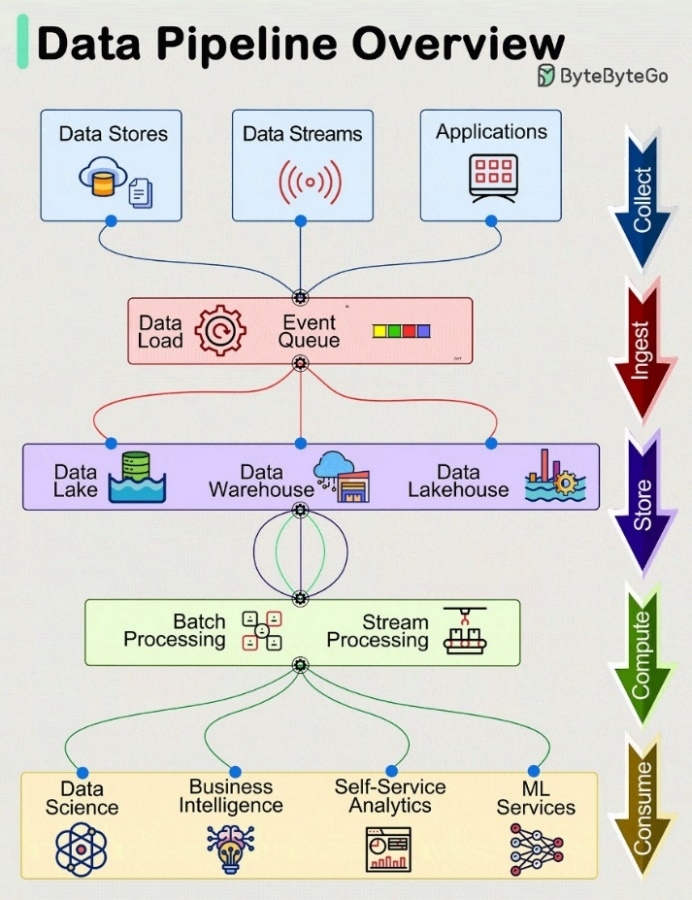 Data Pipeline Overview
ByteByteGo
Data Stores
Data Streams
Applications
Collect
Data
Load
Event
Queue
Ingest
Data
Lake
Data
Warehouse
Data
Lakehouse
Store
Batch
Processing
Stream
Processing
Compute
Data
Science
Business
Intelligence
Self-Service
Analytics
ML
Services
Consume